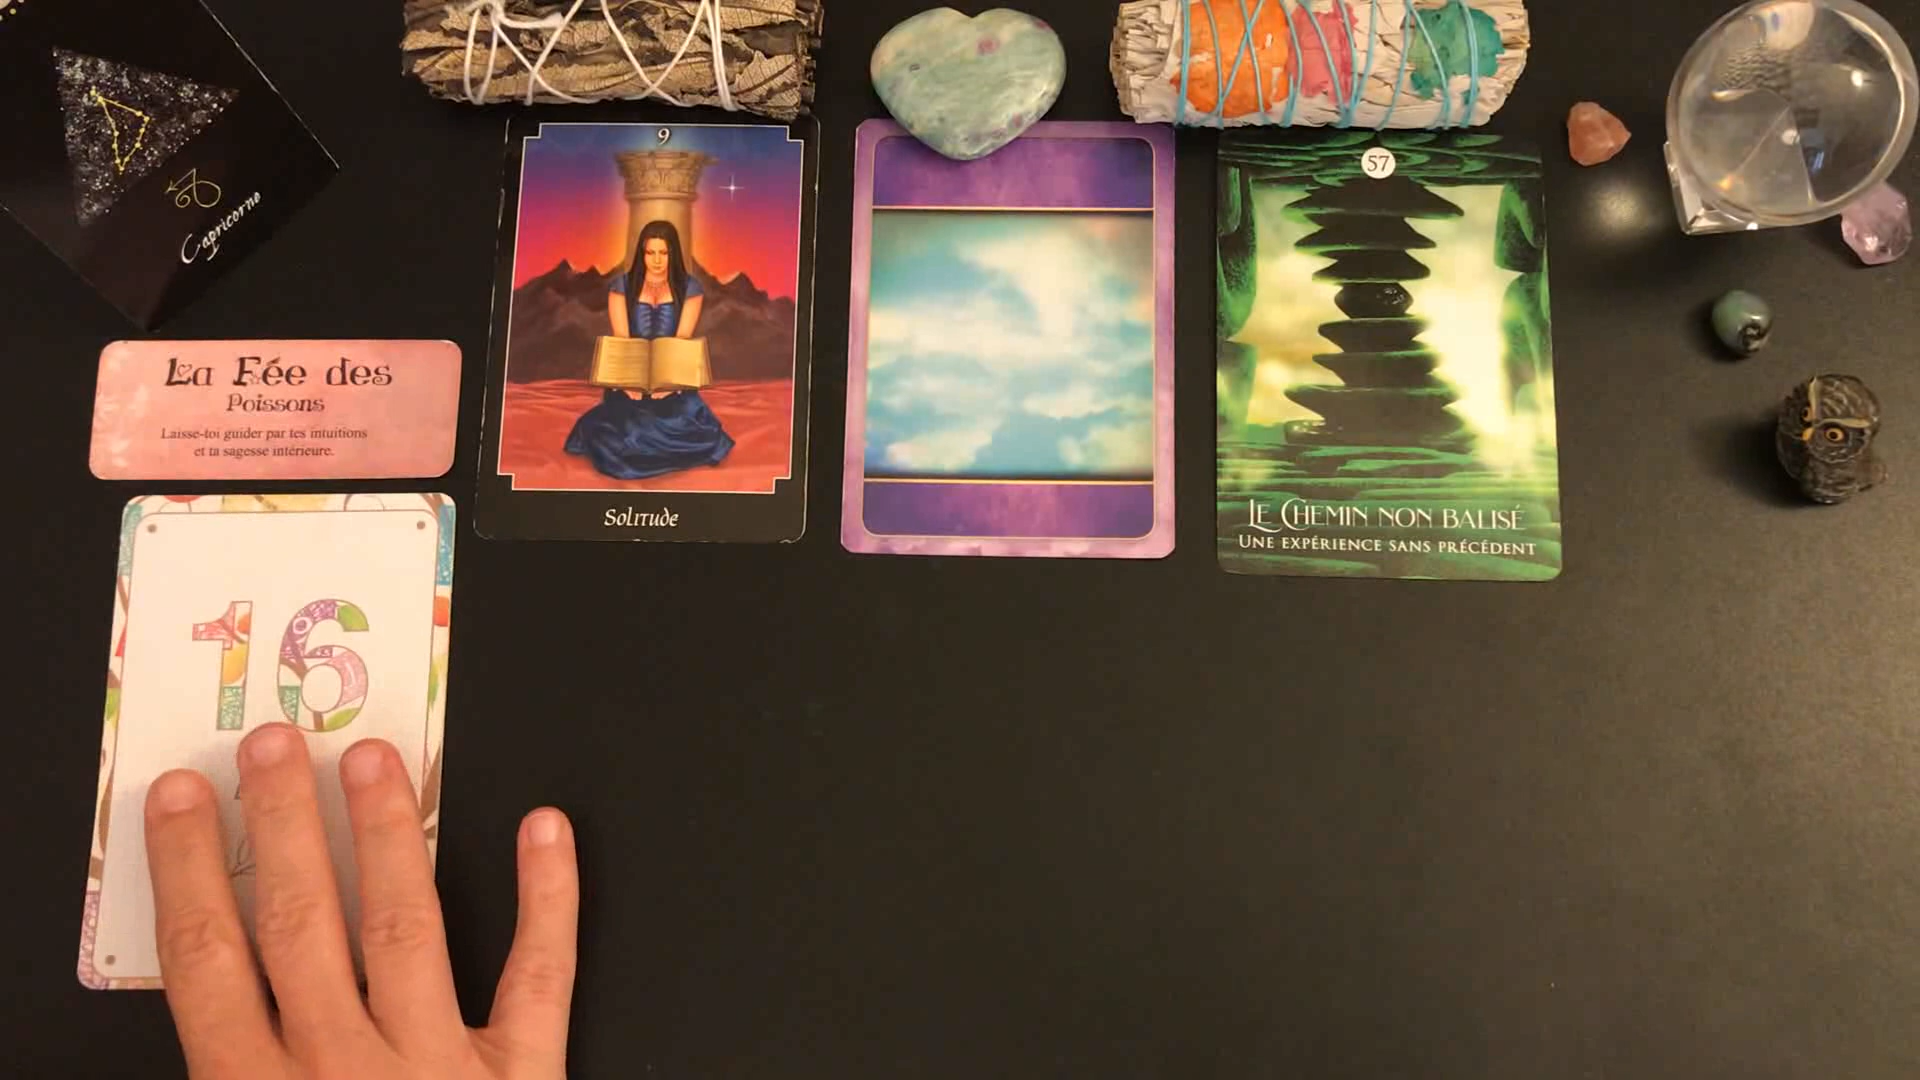 Capricorne
La Fée des
Poissons
Laisse-toi guider par tes intuitions
et ta sagesse intérieure.
16
9
Solitude
57
Le Chemin non balisé
Une expérience sans précédent